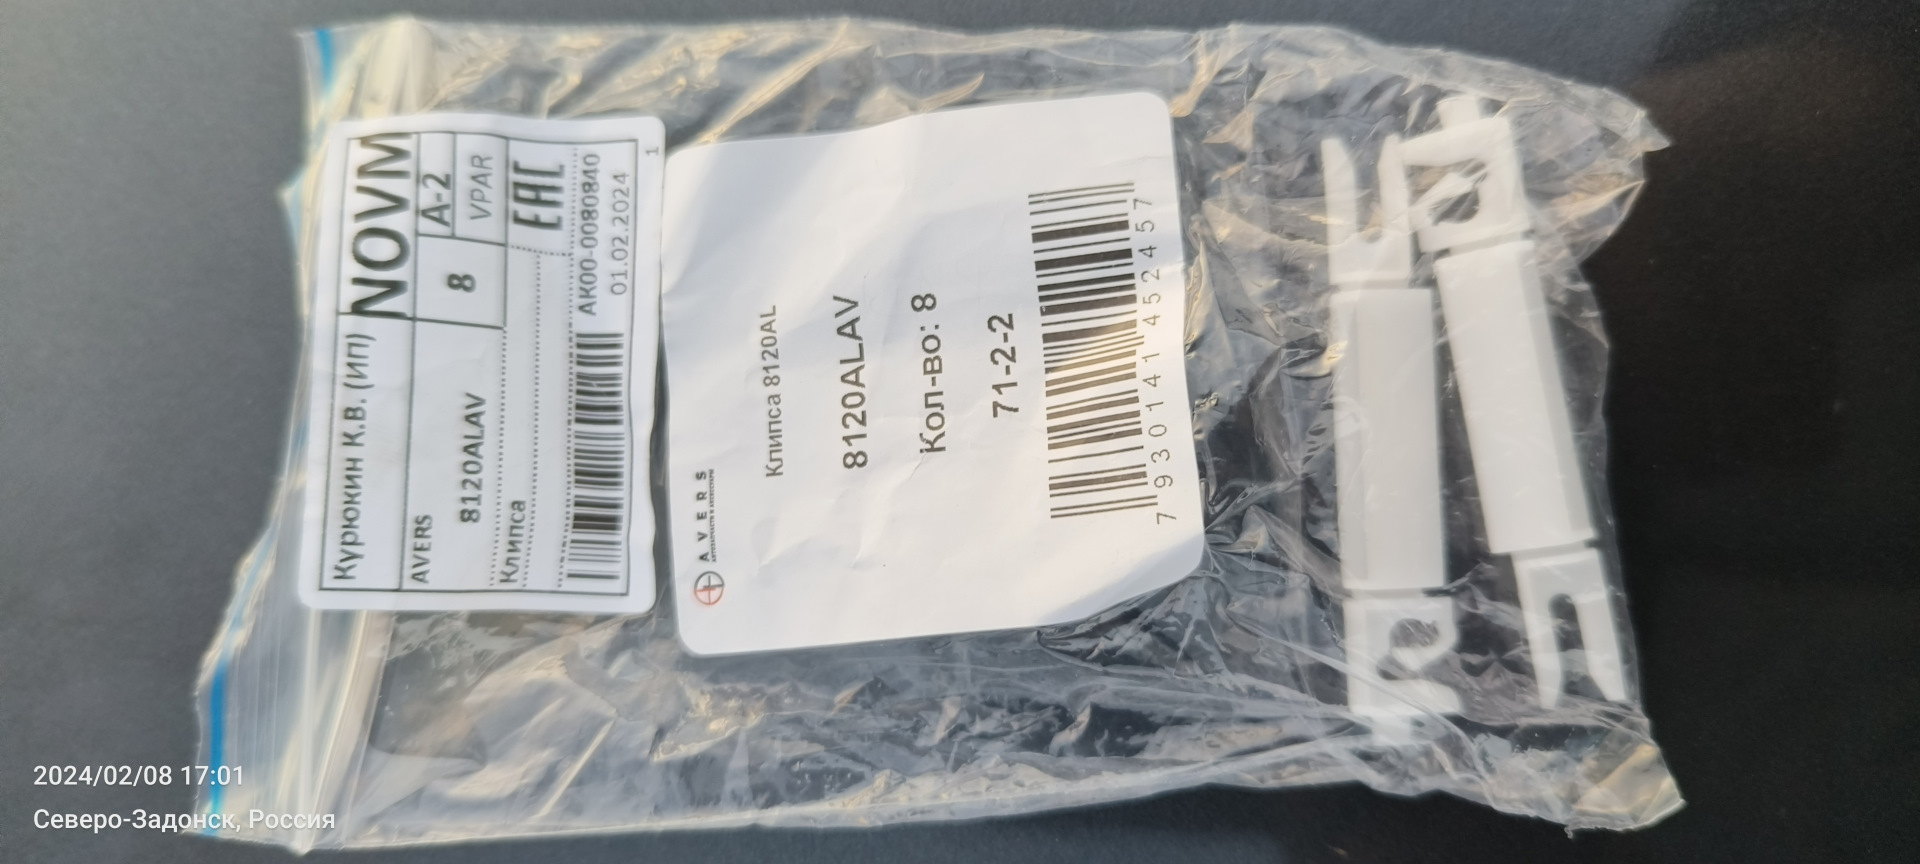 Курюкин К.В. (ИП)
NOVM
AVERS
8120ALAV
8
A-2
VPAR
Клипса
EAC
АК00-0080840
01.02.2024
1
AVERS
Клипса 8120AL
8120ALAV
Кол-во: 8
71-2-2
7930141452457
2024/02/08 17:01
Северо-Задонск, Россия